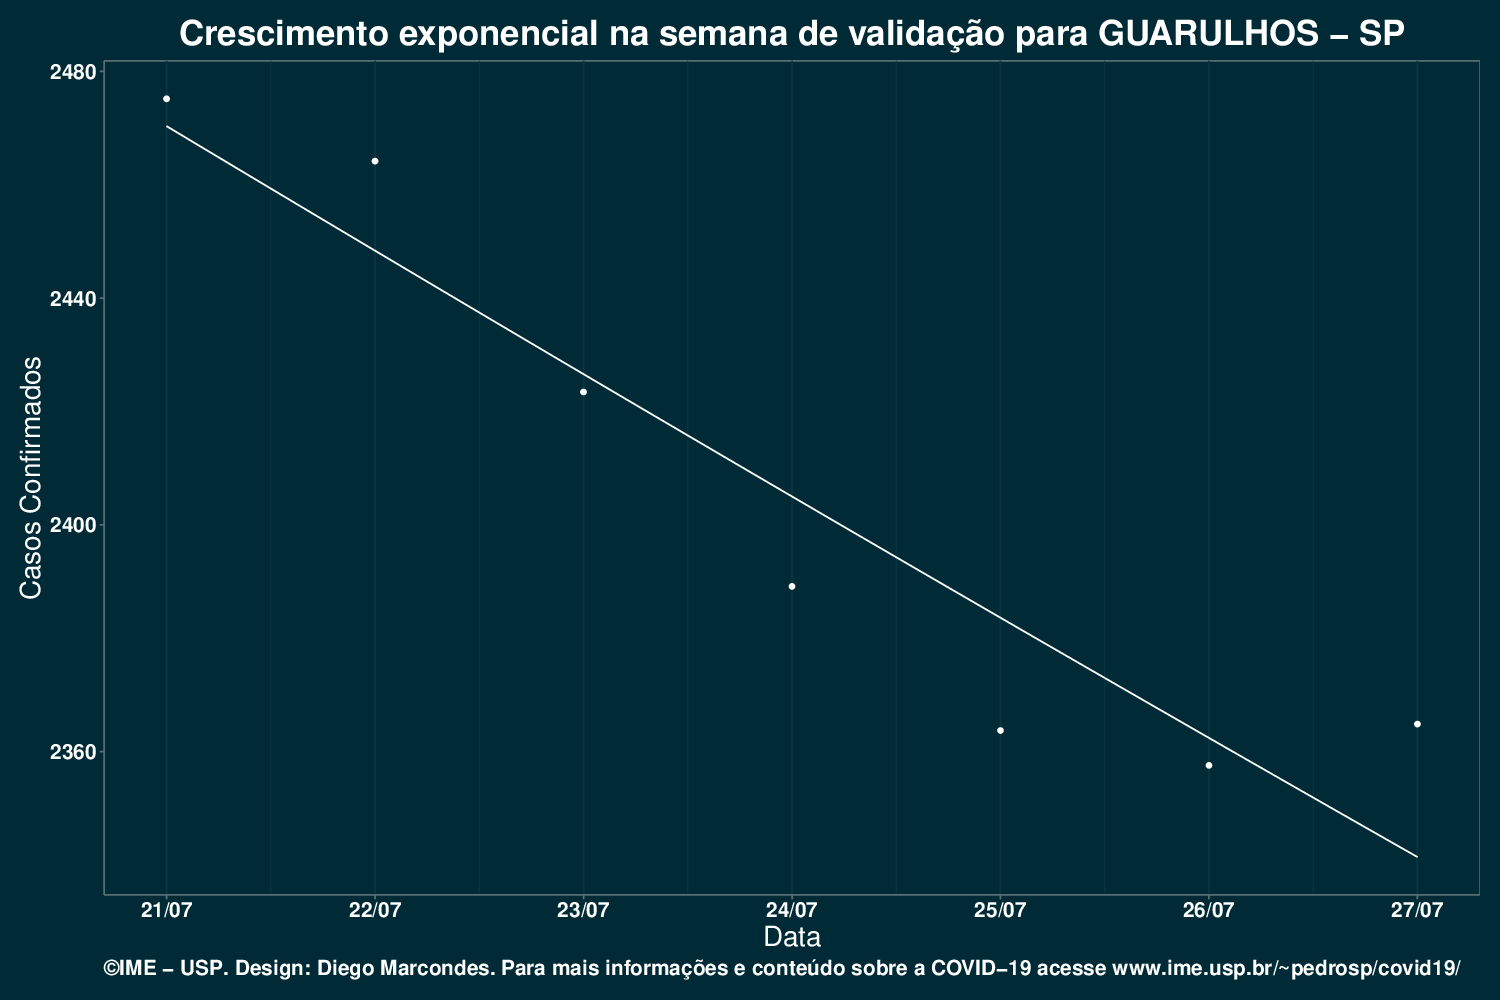 Crescimento exponencial na semana de validação para GUARULHOS – SP
2480
2440
2400
2360
Casos Confirmados
21/07 22/07 23/07 24/07 25/07 26/07 27/07
Data
©IME – USP. Design: Diego Marcondes. Para mais informações e conteúdo sobre a COVID–19 acesse www.ime.usp.br/~pedrosp/covid19/